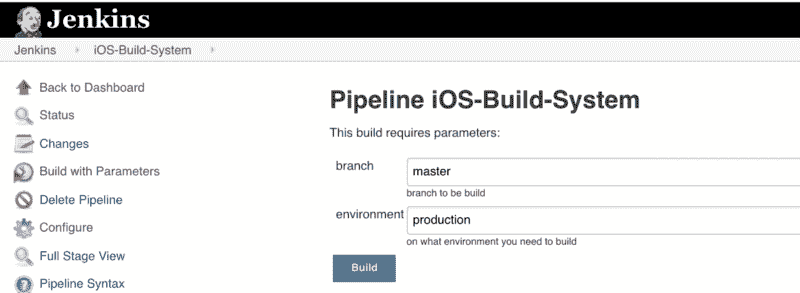 Jenkins
Jenkins iOS-Build-System
Back to Dashboard
Status
Changes
Build with Parameters
Delete Pipeline
Configure
Full Stage View
Pipeline Syntax
Pipeline iOS-Build-System
This build requires parameters:
branch master
branch to be build
environment production
on what environment you need to build
Build